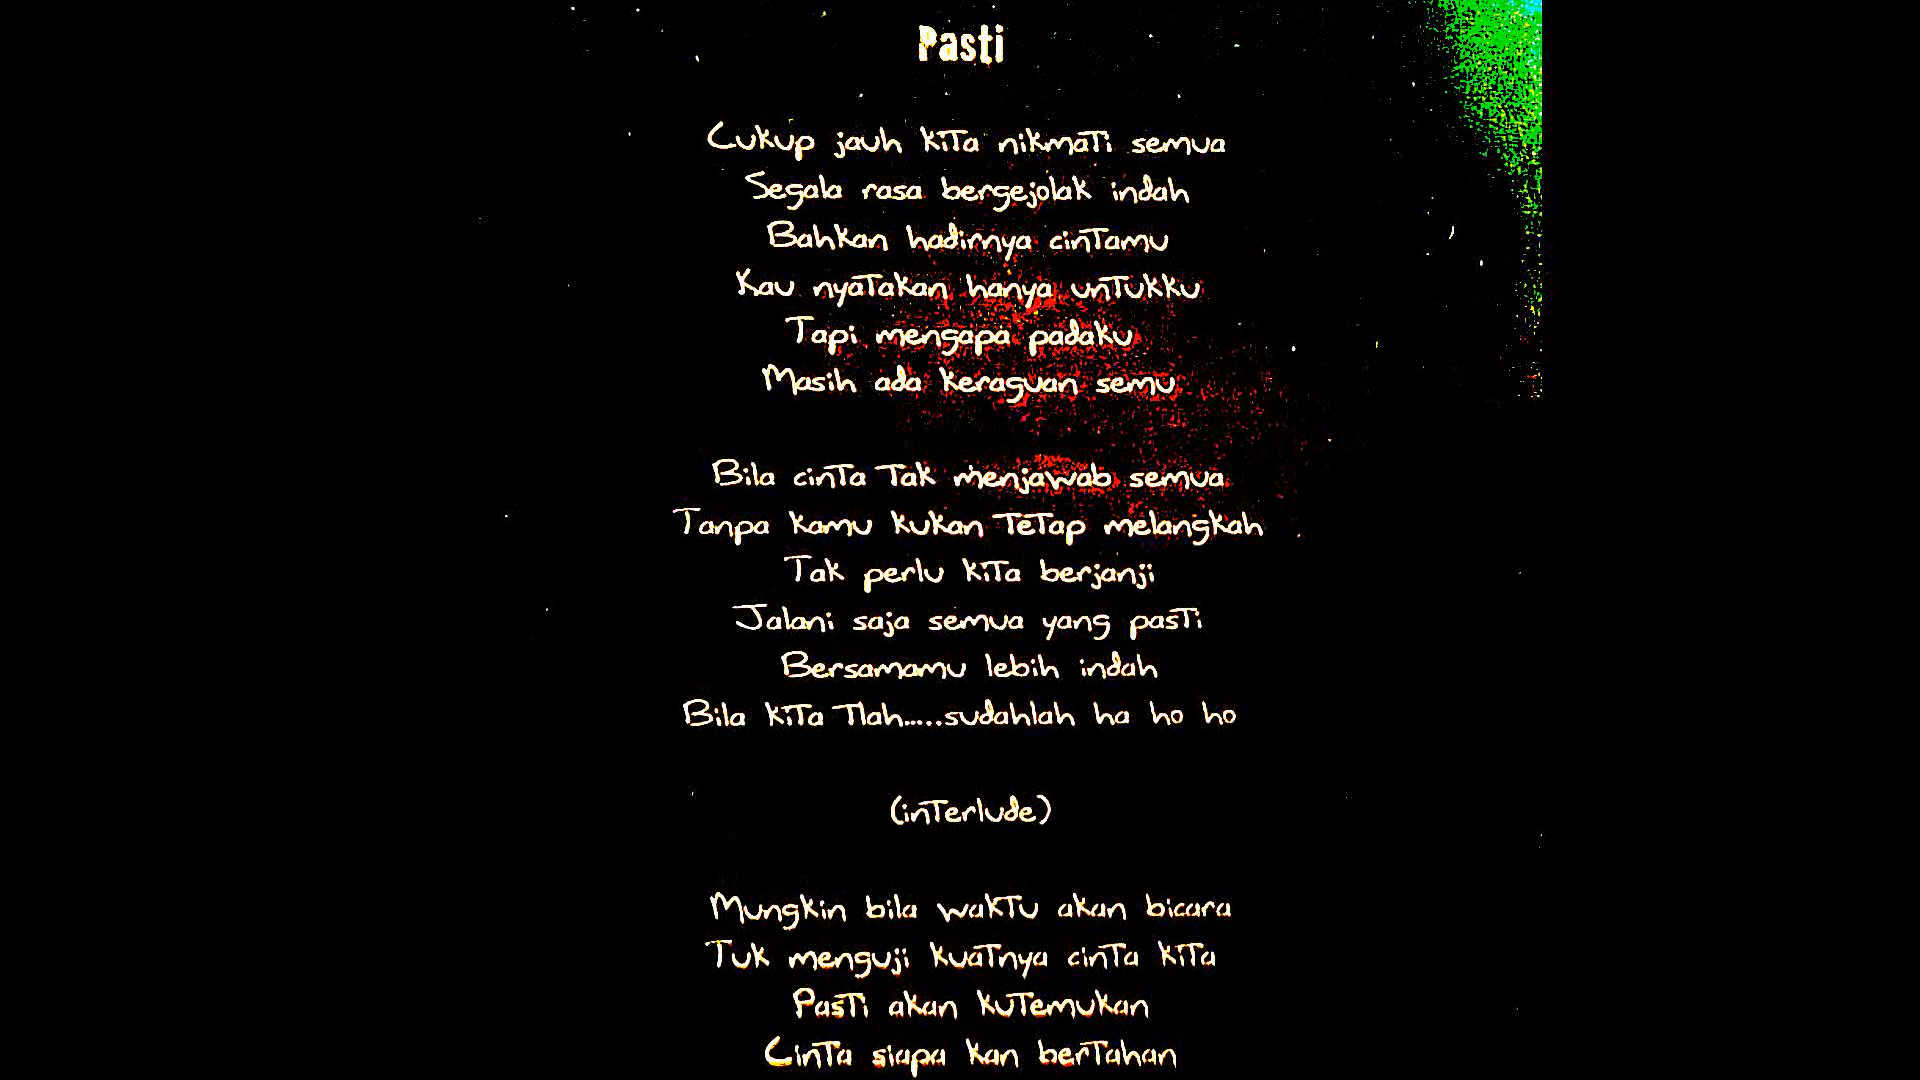 Pasti
Cukup jauh kita nikmati semua
Segala rasa bergejolak indah
Bahkan hadirnya cintamu
Kau nyatakan hanya untukku
Tapi mengapa padaku
Masih ada keraguan semu
Bila cinta tak menjawab semua
Tanpa kamu kukan tetap melangkah
Tak perlu kita berjanji
Jalani saja semua yang pasti
Bersamamu lebih indah
Bila kita tlah.....sudahlah ha ho ho
(interlude)
Mungkin bila waktu akan bicara
Tuk menguji kuatnya cinta kita
Pasti akan kutemukan
Cinta siapa kan bertahan